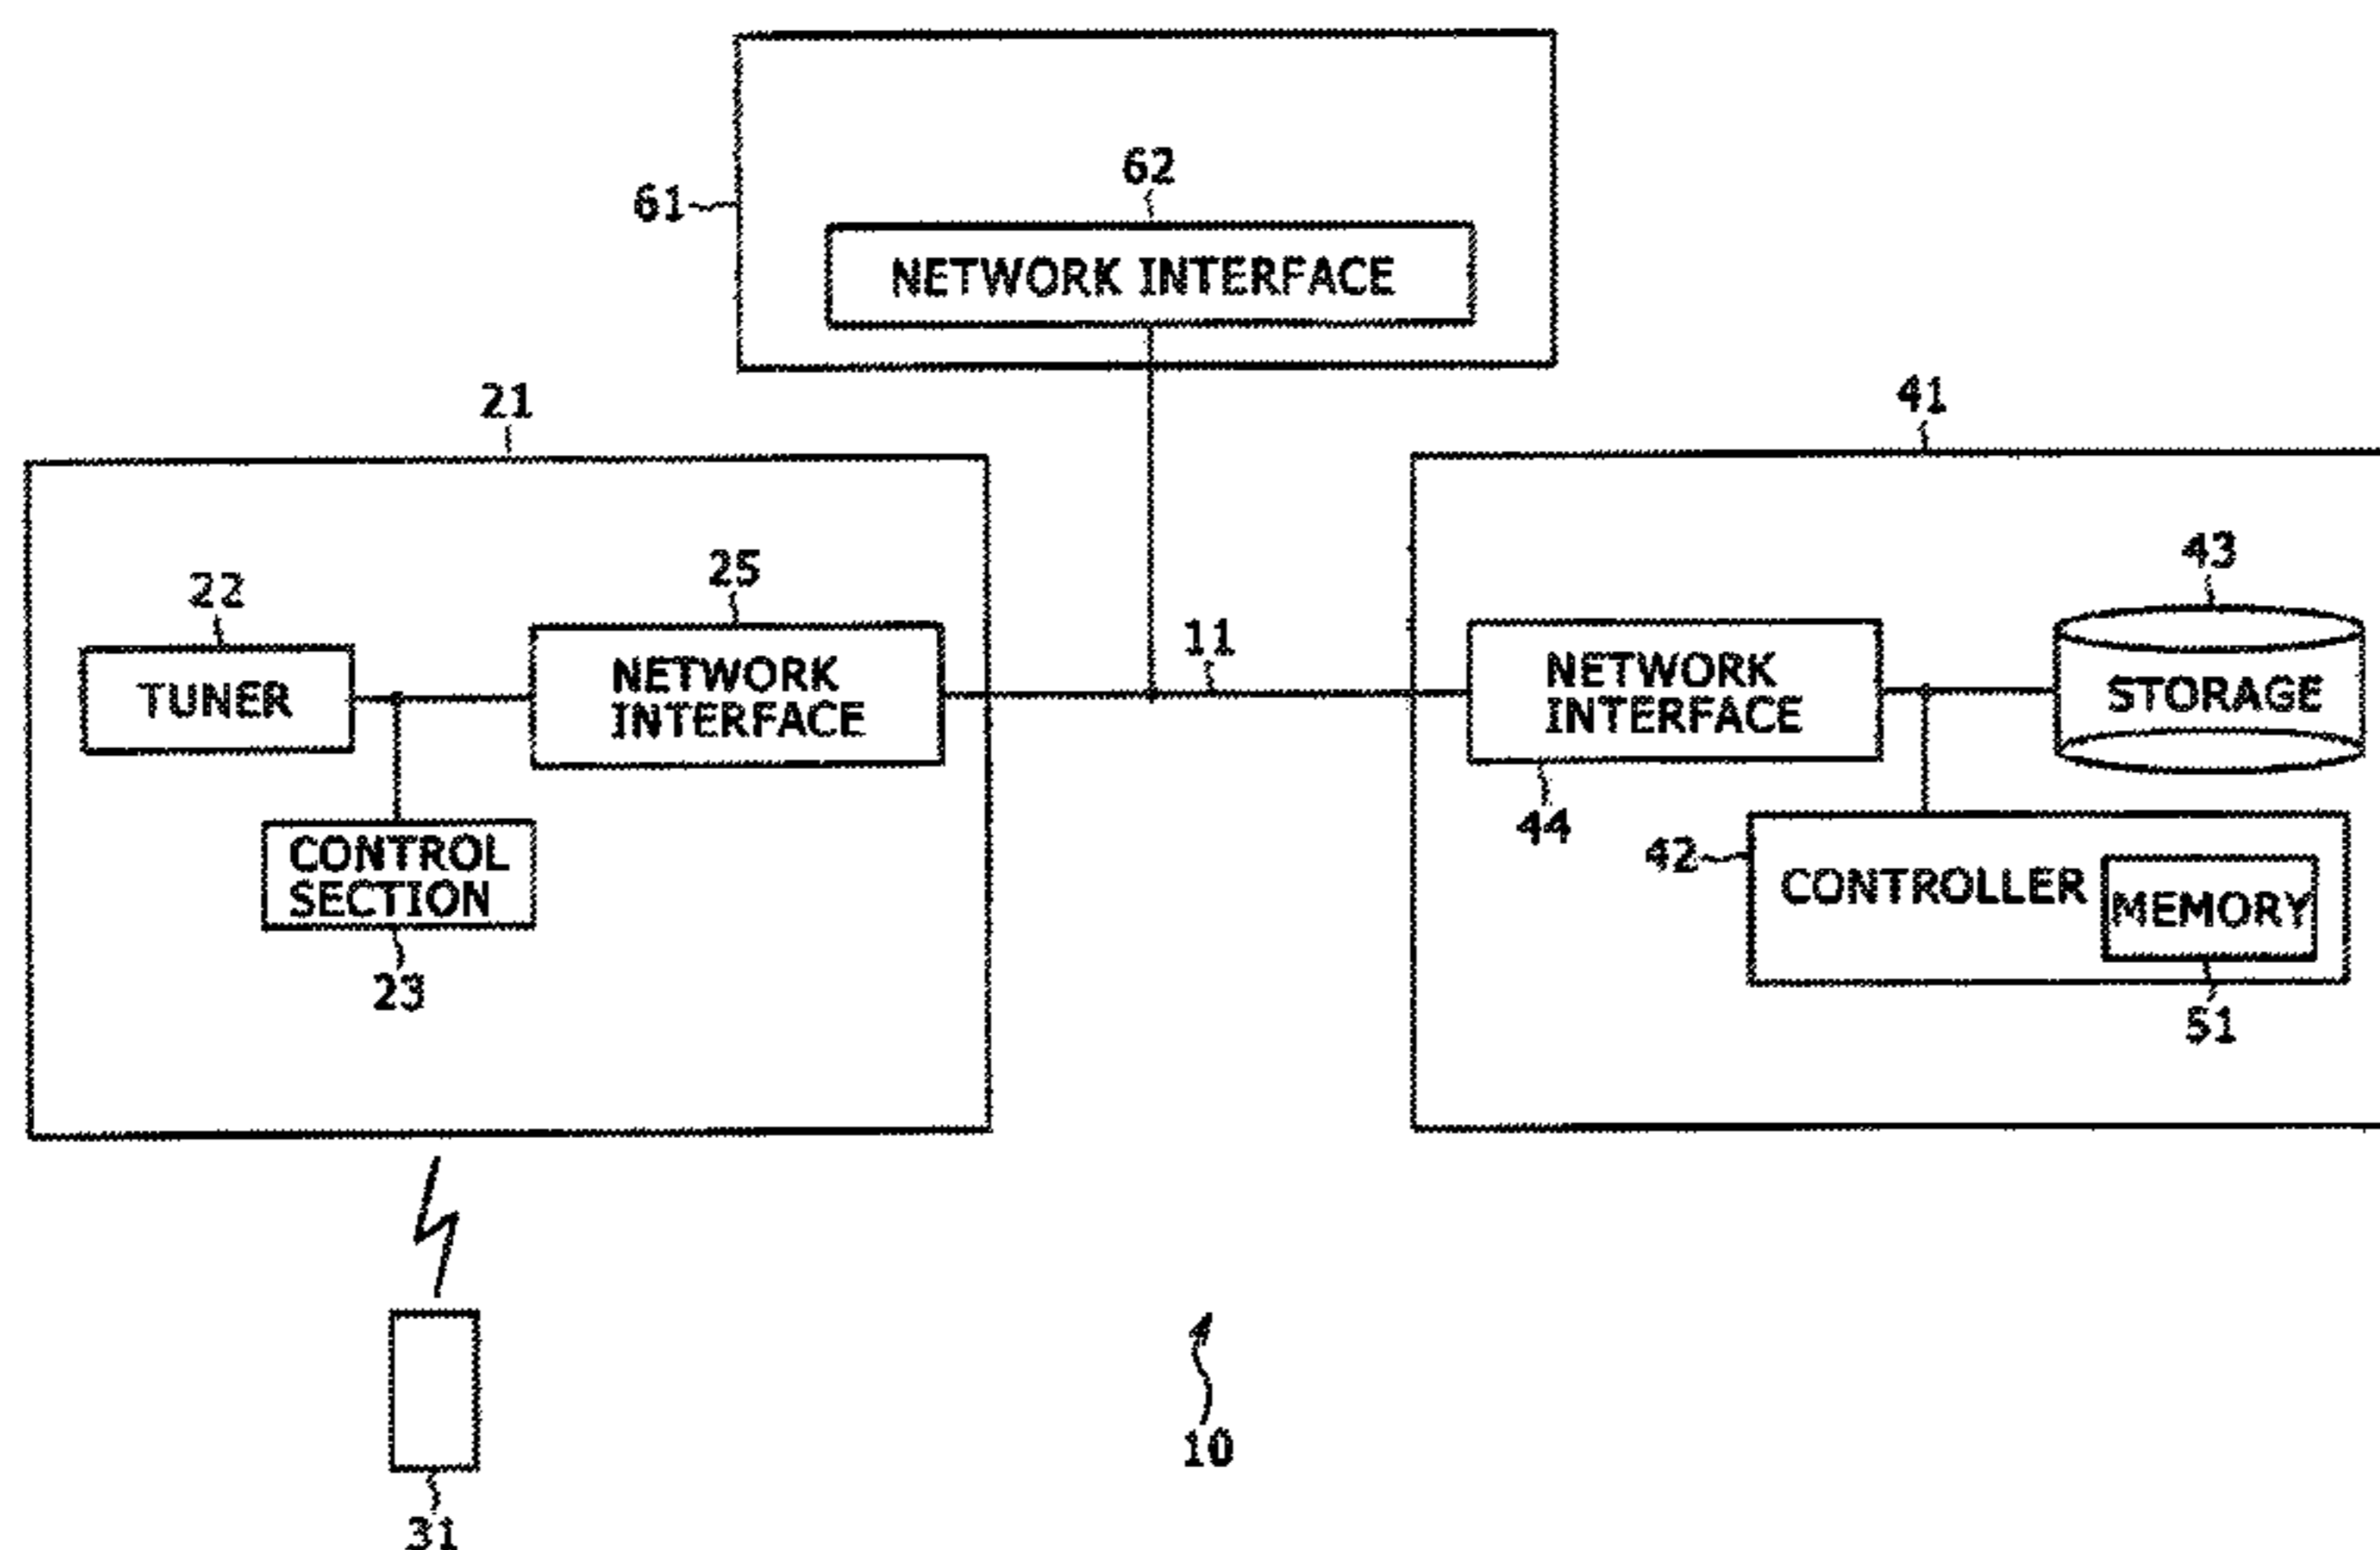 62
61
NETWORK INTERFACE
21
41
22
25
11
43
TUNER
NETWORK
INTERFACE
NETWORK
INTERFACE
STORAGE
CONTROL
SECTION
23
44
42
CONTROLLER
MEMORY
51
10
31